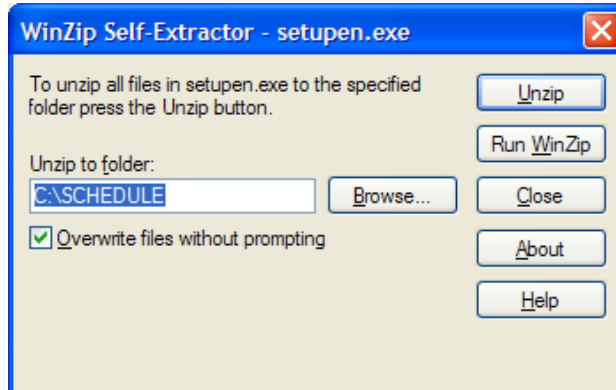 WinZip Self-Extractor - setupen.exe
To unzip all files in setupen.exe to the specified
folder press the Unzip button.
Unzip to folder:
C:\SCHEDULE
Browse...
Overwrite files without prompting
Unzip
Run WinZip
Close
About
Help